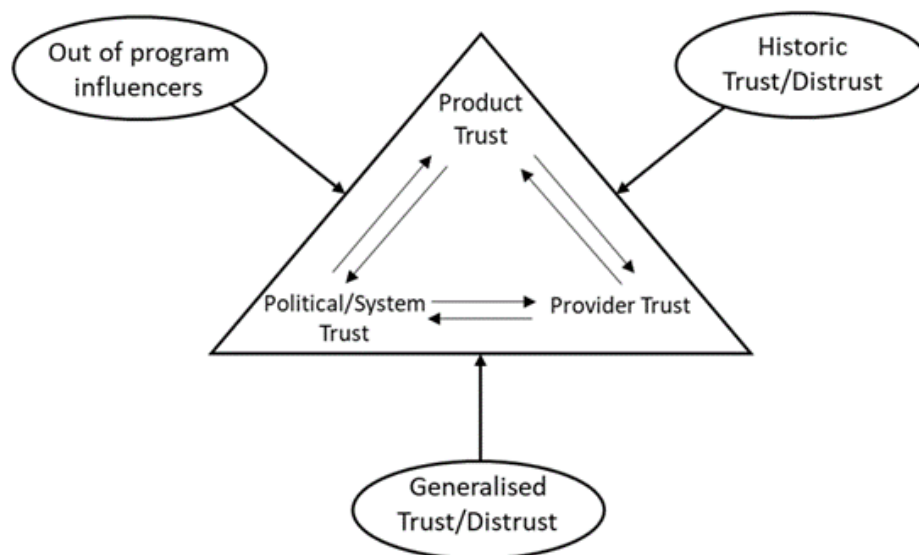 Out of program
influencers
Historic
Trust/Distrust
Product
Trust
Political/System
Trust
Provider Trust
Generalised
Trust/Distrust